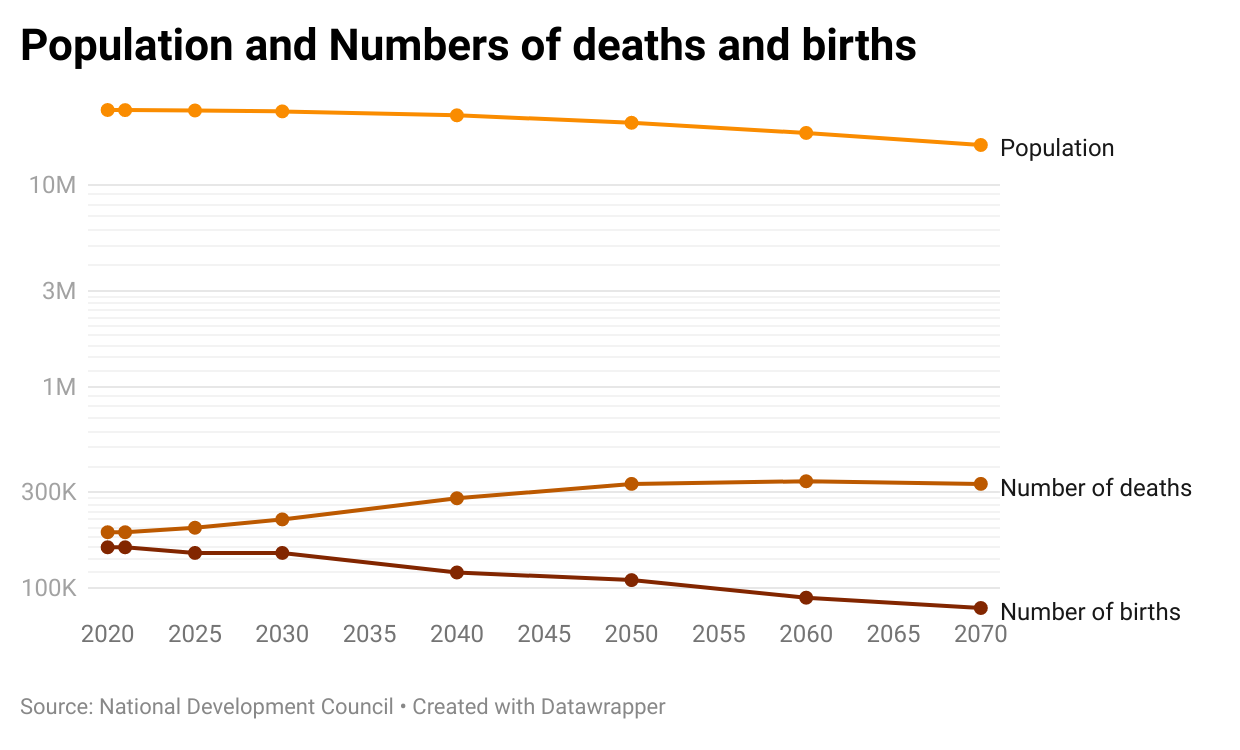 Population and Numbers of deaths and births
Population
10M
3M
1M
300K
Number of deaths
100K
Number of births
2020 2025 2030 2035 2040 2045 2050 2055 2060 2065 2070
Source: National Development Council • Created with Datawrapper